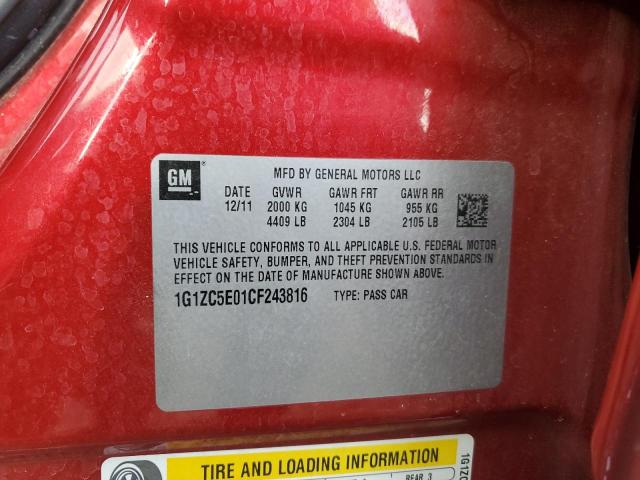 GM
MFD BY GENERAL MOTORS LLC
DATE GVWR GAWR FRT GAWR RR
12/11 2000 KG 1045 KG 955 KG
4409 LB 2304 LB 2105 LB
THIS VEHICLE CONFORMS TO ALL APPLICABLE U.S. FEDERAL MOTOR
VEHICLE SAFETY, BUMPER, AND THEFT PREVENTION STANDARDS IN
EFFECT ON THE DATE OF MANUFACTURE SHOWN ABOVE.
1G1ZC5E01CF243816 TYPE: PASS CAR
TIRE AND LOADING INFORMATION
REAR 3
1G1ZC